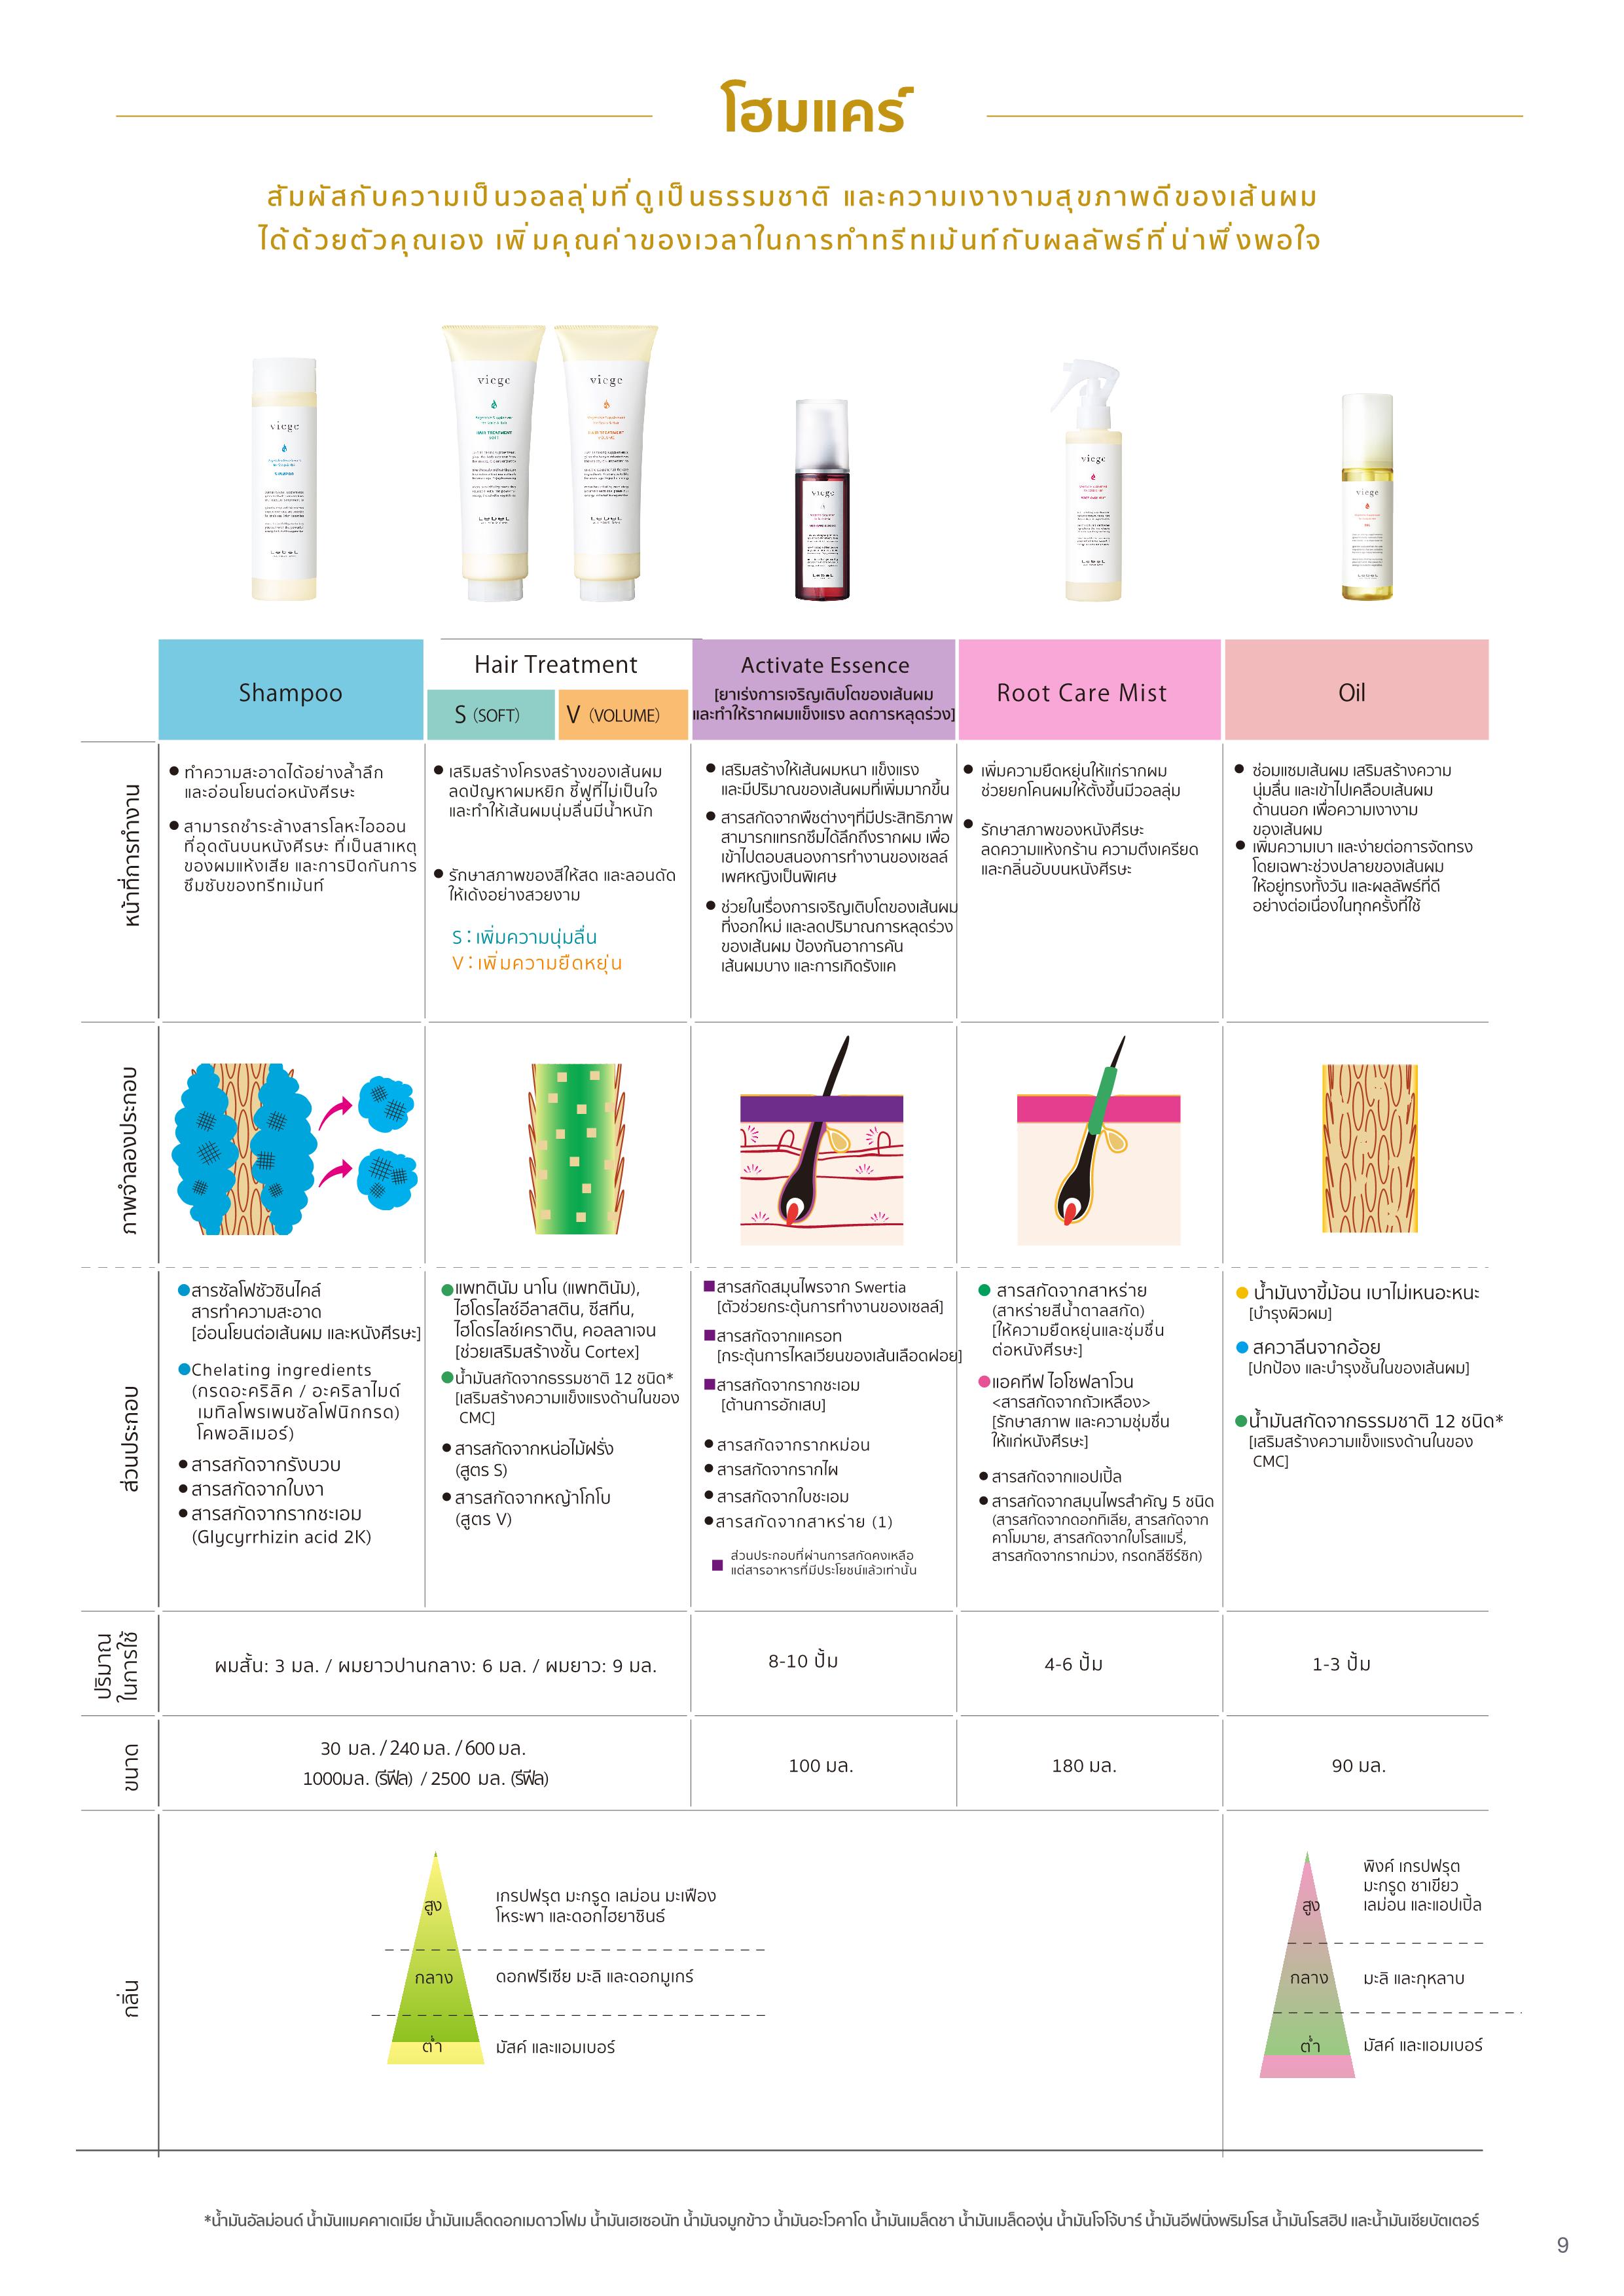 โฮมแคร์
สัมผัสกับความเป็นวอลลุ่มที่ดูเป็นธรรมชาติ และความเงางามสุขภาพดีของเส้นผม
ได้ด้วยตัวคุณเอง เพิ่มคุณค่าของเวลาในการทำทรีทเม้นท์กับผลลัพธ์ที่น่าพึ่งพอใจ
viege
viege
HAIR TREATMENT
SOFT
LebeL
viege
HAIR TREATMENT
VOLUME
LebeL
viege
LebeL
viege
LebeL
viege
LebeL
Shampoo
Hair Treatment
S (SOFT)
V (VOLUME)
Activate Essence
[ยาเร่งการเจริญเติบโตของเส้นผม
และทำให้รากผมแข็งแรง ลดการหลุดร่วง]
Root Care Mist
Oil
หน้าที่การทำงาน
● ทำความสะอาดได้อย่างล้ำลึก
และอ่อนโยนต่อหนังศีรษะ
● สามารถชำระล้างสารโลหะไอออน
ที่อุดตันบนหนังศีรษะ ที่เป็นสาเหตุ
ของผมแห้งเสีย และการปิดกันการ
ซึมซับของทรีทเม้นท์
● เสริมสร้างโครงสร้างของเส้นผม
ลดปัญหาผมหยิก ชี้ฟูที่ไม่เป็นใจ
และทำให้เส้นผมนุ่มลื่นมีน้ำหนัก
● รักษาสภาพของสีให้สด และลอนดัด
ให้เด้งอย่างสวยงาม
S : เพิ่มความนุ่มลื่น
V : เพิ่มความยืดหยุ่น
● เสริมสร้างให้เส้นผมหนา แข็งแรง
และมีปริมาณของเส้นผมที่เพิ่มมากขึ้น
● สารสกัดจากพืชต่างๆที่มีประสิทธิภาพ
สามารถแทรกซึมได้ลึกถึงรากผม เพื่อ
เข้าไปตอบสนองการทำงานของเซลล์
เพศหญิงเป็นพิเศษ
● ช่วยในเรื่องการเจริญเติบโตของเส้นผม
ที่งอกใหม่ และลดปริมาณการหลุดร่วง
ของเส้นผม ป้องกันอาการคัน
เส้นผมบาง และการเกิดรังแค
● เพิ่มความยืดหยุ่นให้แก่รากผม
ช่วยยกโคนผมให้ตั้งขึ้นมีวอลลุ่ม
● รักษาสภาพของหนังศีรษะ
ลดความแห้งกร้าน ความตึงเครียด
และกลิ่นอับบนหนังศีรษะ
● ซ่อมแซมเส้นผม เสริมสร้างความ
นุ่มลื่น และเข้าไปเคลือบเส้นผม
ด้านนอก เพื่อความเงางาม
ของเส้นผม
● เพิ่มความเบา และง่ายต่อการจัดทรง
โดยเฉพาะช่วงปลายของเส้นผม
ให้อยู่ทรงทั้งวัน และผลลัพธ์ที่ดี
อย่างต่อเนื่องในทุกครั้งที่ใช้
ภาพจำลองประกอบ
ส่วนประกอบ
●สารซัลโฟซัวซินไคล์
สารทำความสะอาด
[อ่อนโยนต่อเส้นผม และหนังศีรษะ]
●Chelating ingredients
(กรดอะคริลิค / อะคริลาไมด์
เมทิลโพรเพนซัลโฟนิกกรด)
โคพอลิเมอร์)
● สารสกัดจากรังบวบ
● สารสกัดจากใบงา
● สารสกัดจากรากชะเอม
(Glycyrrhizin acid 2K)
●แพทตินัม นาโน (แพทตินัม),
ไฮโดรไลซ์อีลาสติน, ซีสทีน,
ไฮโดรไลซ์เคราติน, คอลลาเจน
[ช่วยเสริมสร้างชั้น Cortex]
●น้ำมันสกัดจากธรรมชาติ 12 ชนิด*
[เสริมสร้างความแข็งแรงด้านในของ
CMC]
● สารสกัดจากหน่อไม้ฝรั่ง
(สูตร S)
● สารสกัดจากหญ้าโกโบ
(สูตร V)
■สารสกัดสมุนไพรจาก Swertia
[ตัวช่วยกระตุ้นการทำงานของเซลล์]
■สารสกัดจากแครอท
[กระตุ้นการไหลเวียนของเส้นเลือดฝอย]
■สารสกัดจากรากชะเอม
[ต้านการอักเสบ]
● สารสกัดจากรากหม่อน
● สารสกัดจากรากไผ่
● สารสกัดจากใบชะเอม
●สารสกัดจากสาหร่าย (1)
■ ส่วนประกอบที่ผ่านการสกัดคงเหลือ
แต่สารอาหารที่มีประโยชน์แล้วเท่านั้น
● สารสกัดจากสาหร่าย
(สาหร่ายสีน้ำตาลสกัด)
[ให้ความยืดหยุ่นและชุ่มชื่น
ต่อหนังศีรษะ]
●แอคทีฟ ไอโซฟลาโวน
<สารสกัดจากถั่วเหลือง>
[รักษาสภาพ และความชุ่มชื่น
ให้แก่หนังศีรษะ]
● สารสกัดจากแอปเปิ้ล
● สารสกัดจากสมุนไพรสำคัญ 5 ชนิด
(สารสกัดจากดอกทิเลีย, สารสกัดจาก
คาโมมาย, สารสกัดจากใบโรสแมรี่,
สารสกัดจากรากม่วง, กรดกลีซีร์ซิก)
● น้ำมันงาขี้ม้อน เบาไม่เหนอะหนะ
[บำรุงผิวผม]
● สควาลีนจากอ้อย
[ปกป้อง และบำรุงชั้นในของเส้นผม]
●น้ำมันสกัดจากธรรมชาติ 12 ชนิด*
[เสริมสร้างความแข็งแรงด้านในของ
CMC]
ปริมาณ
ในการใช้
ผมสั้น: 3 มล. / ผมยาวปานกลาง: 6 มล. / ผมยาว: 9 มล.
8-10 ปั้ม
4-6 ปั้ม
1-3 ปั้ม
ขนาด
30 มล. / 240 มล. / 600 มล.
1000มล. (รีฟิล) / 2500 มล. (รีฟิล)
100 มล.
180 มล.
90 มล.
กลิ่น
สูง
เกรปฟรุต มะกรูด เลม่อน มะเฟือง
โหระพา และดอกไฮยาซินธ์
กลาง
ดอกฟรีเซีย มะลิ และดอกมูเกร์
ต่ำ
มัสค์ และแอมเบอร์
สูง
พิงค์ เกรปฟรุต
มะกรูด ชาเขียว
เลม่อน และแอปเปิ้ล
กลาง
มะลิ และกุหลาบ
ต่ำ
มัสค์ และแอมเบอร์
*น้ำมันอัลม่อนด์ น้ำมันแมคคาเดเมีย น้ำมันเมล็ดดอกเมดาวโฟม น้ำมันเฮเซอนัท น้ำมันจมูกข้าว น้ำมันอะโวคาโด น้ำมันเมล็ดชา น้ำมันเมล็ดองุ่น น้ำมันโจโจ้บาร์ น้ำมันอีฟนิ่งพริมโรส น้ำมันโรสฮิป และน้ำมันเชียบัตเตอร์
9